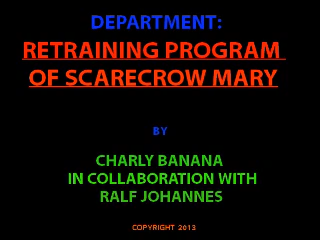 DEPARTMENT:
RETRAINING PROGRAM
OF SCARECROW MARY
BY
CHARLY BANANA
IN COLLABORATION WITH
RALF JOHANNES
COPYRIGHT 2013